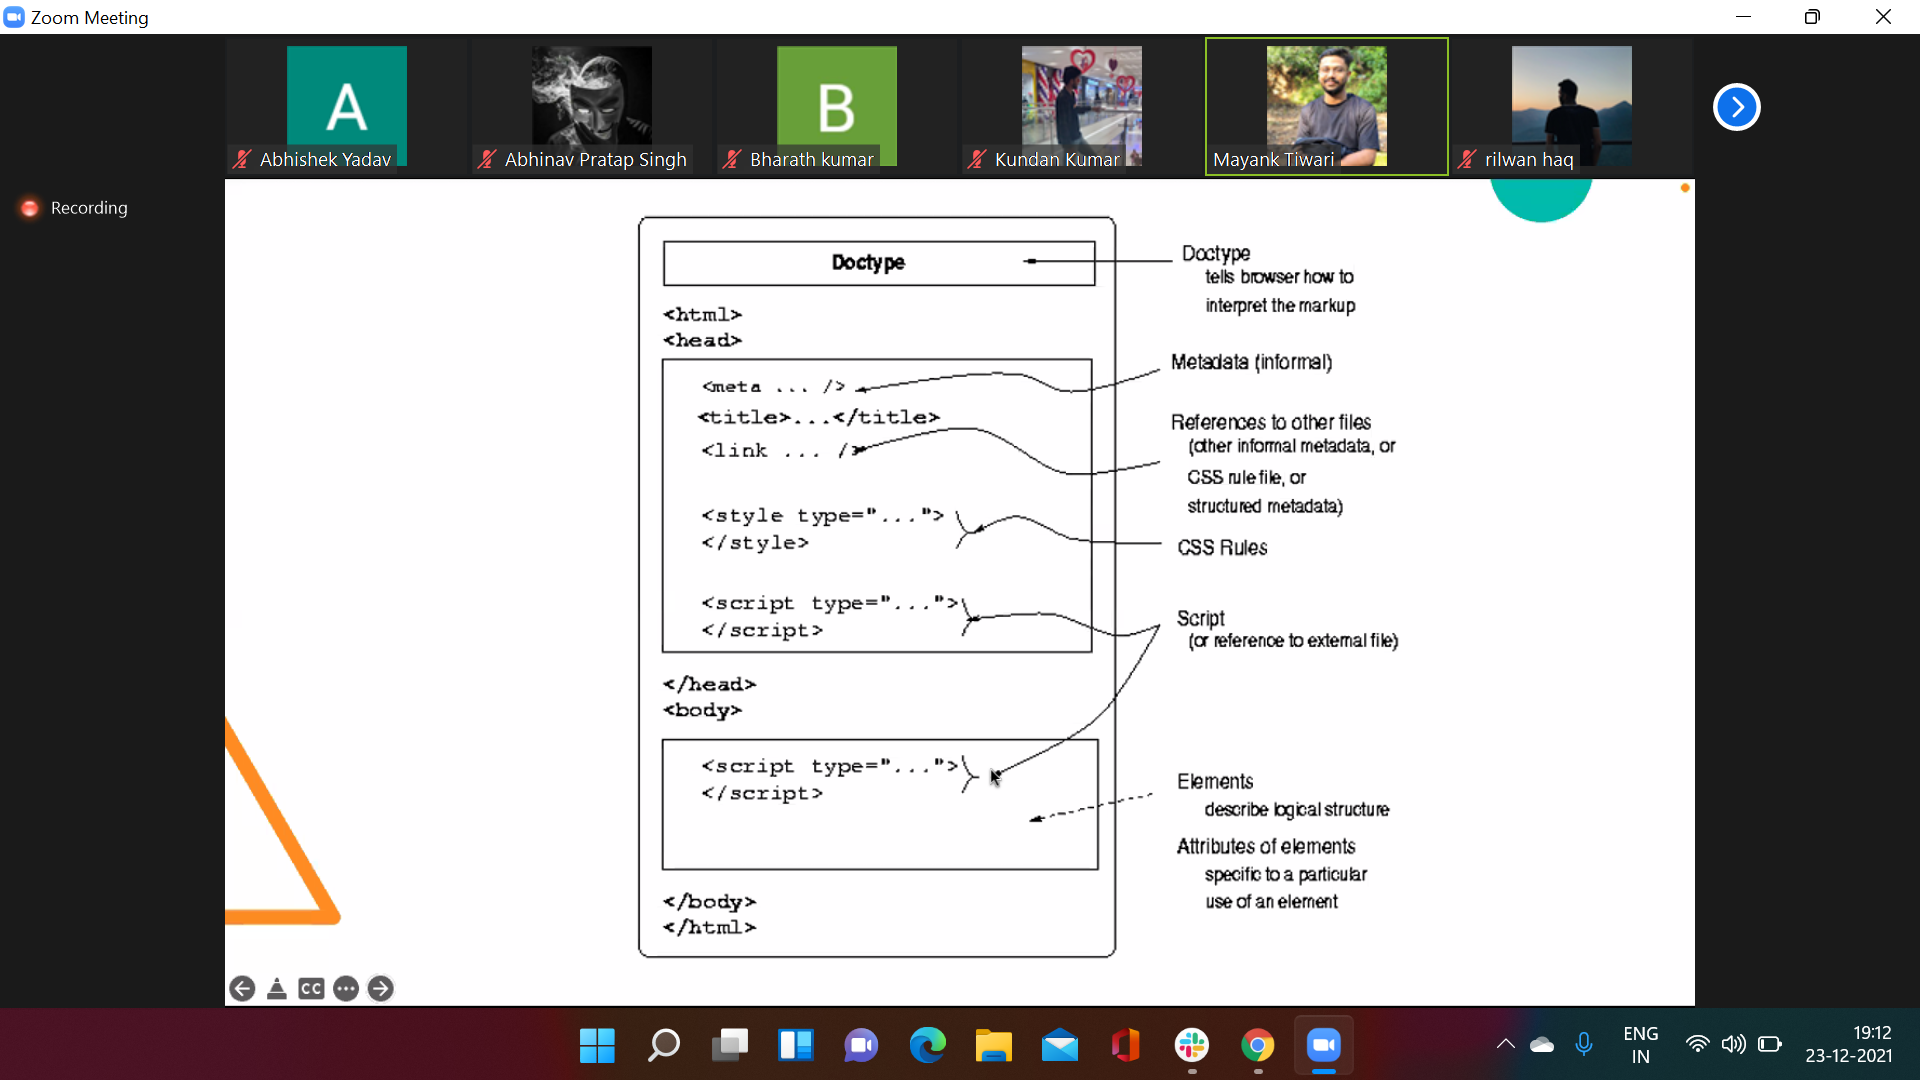 Zoom Meeting
A
B
Abhishek Yadav
Abhinav Pratap Singh
Bharath kumar
Kundan Kumar
Mayank Tiwari
rilwan haq
Recording
Doctype
<html>
<head>
<meta ... />
<title>...</title>
<link ... />
<style type="...">
</style>
<script type="...">
</script>
</head>
<body>
<script type="...">
</script>
</body>
</html>
Doctype
tells browser how to
interpret the markup
Metadata (informal)
References to other files
(other informal metadata, or
CSS rule file, or
structured metadata)
CSS Rules
Script
(or reference to external file)
Elements
describe logical structure
Attributes of elements
specific to a particular
use of an element
CC
ENG
IN
19:12
23-12-2021